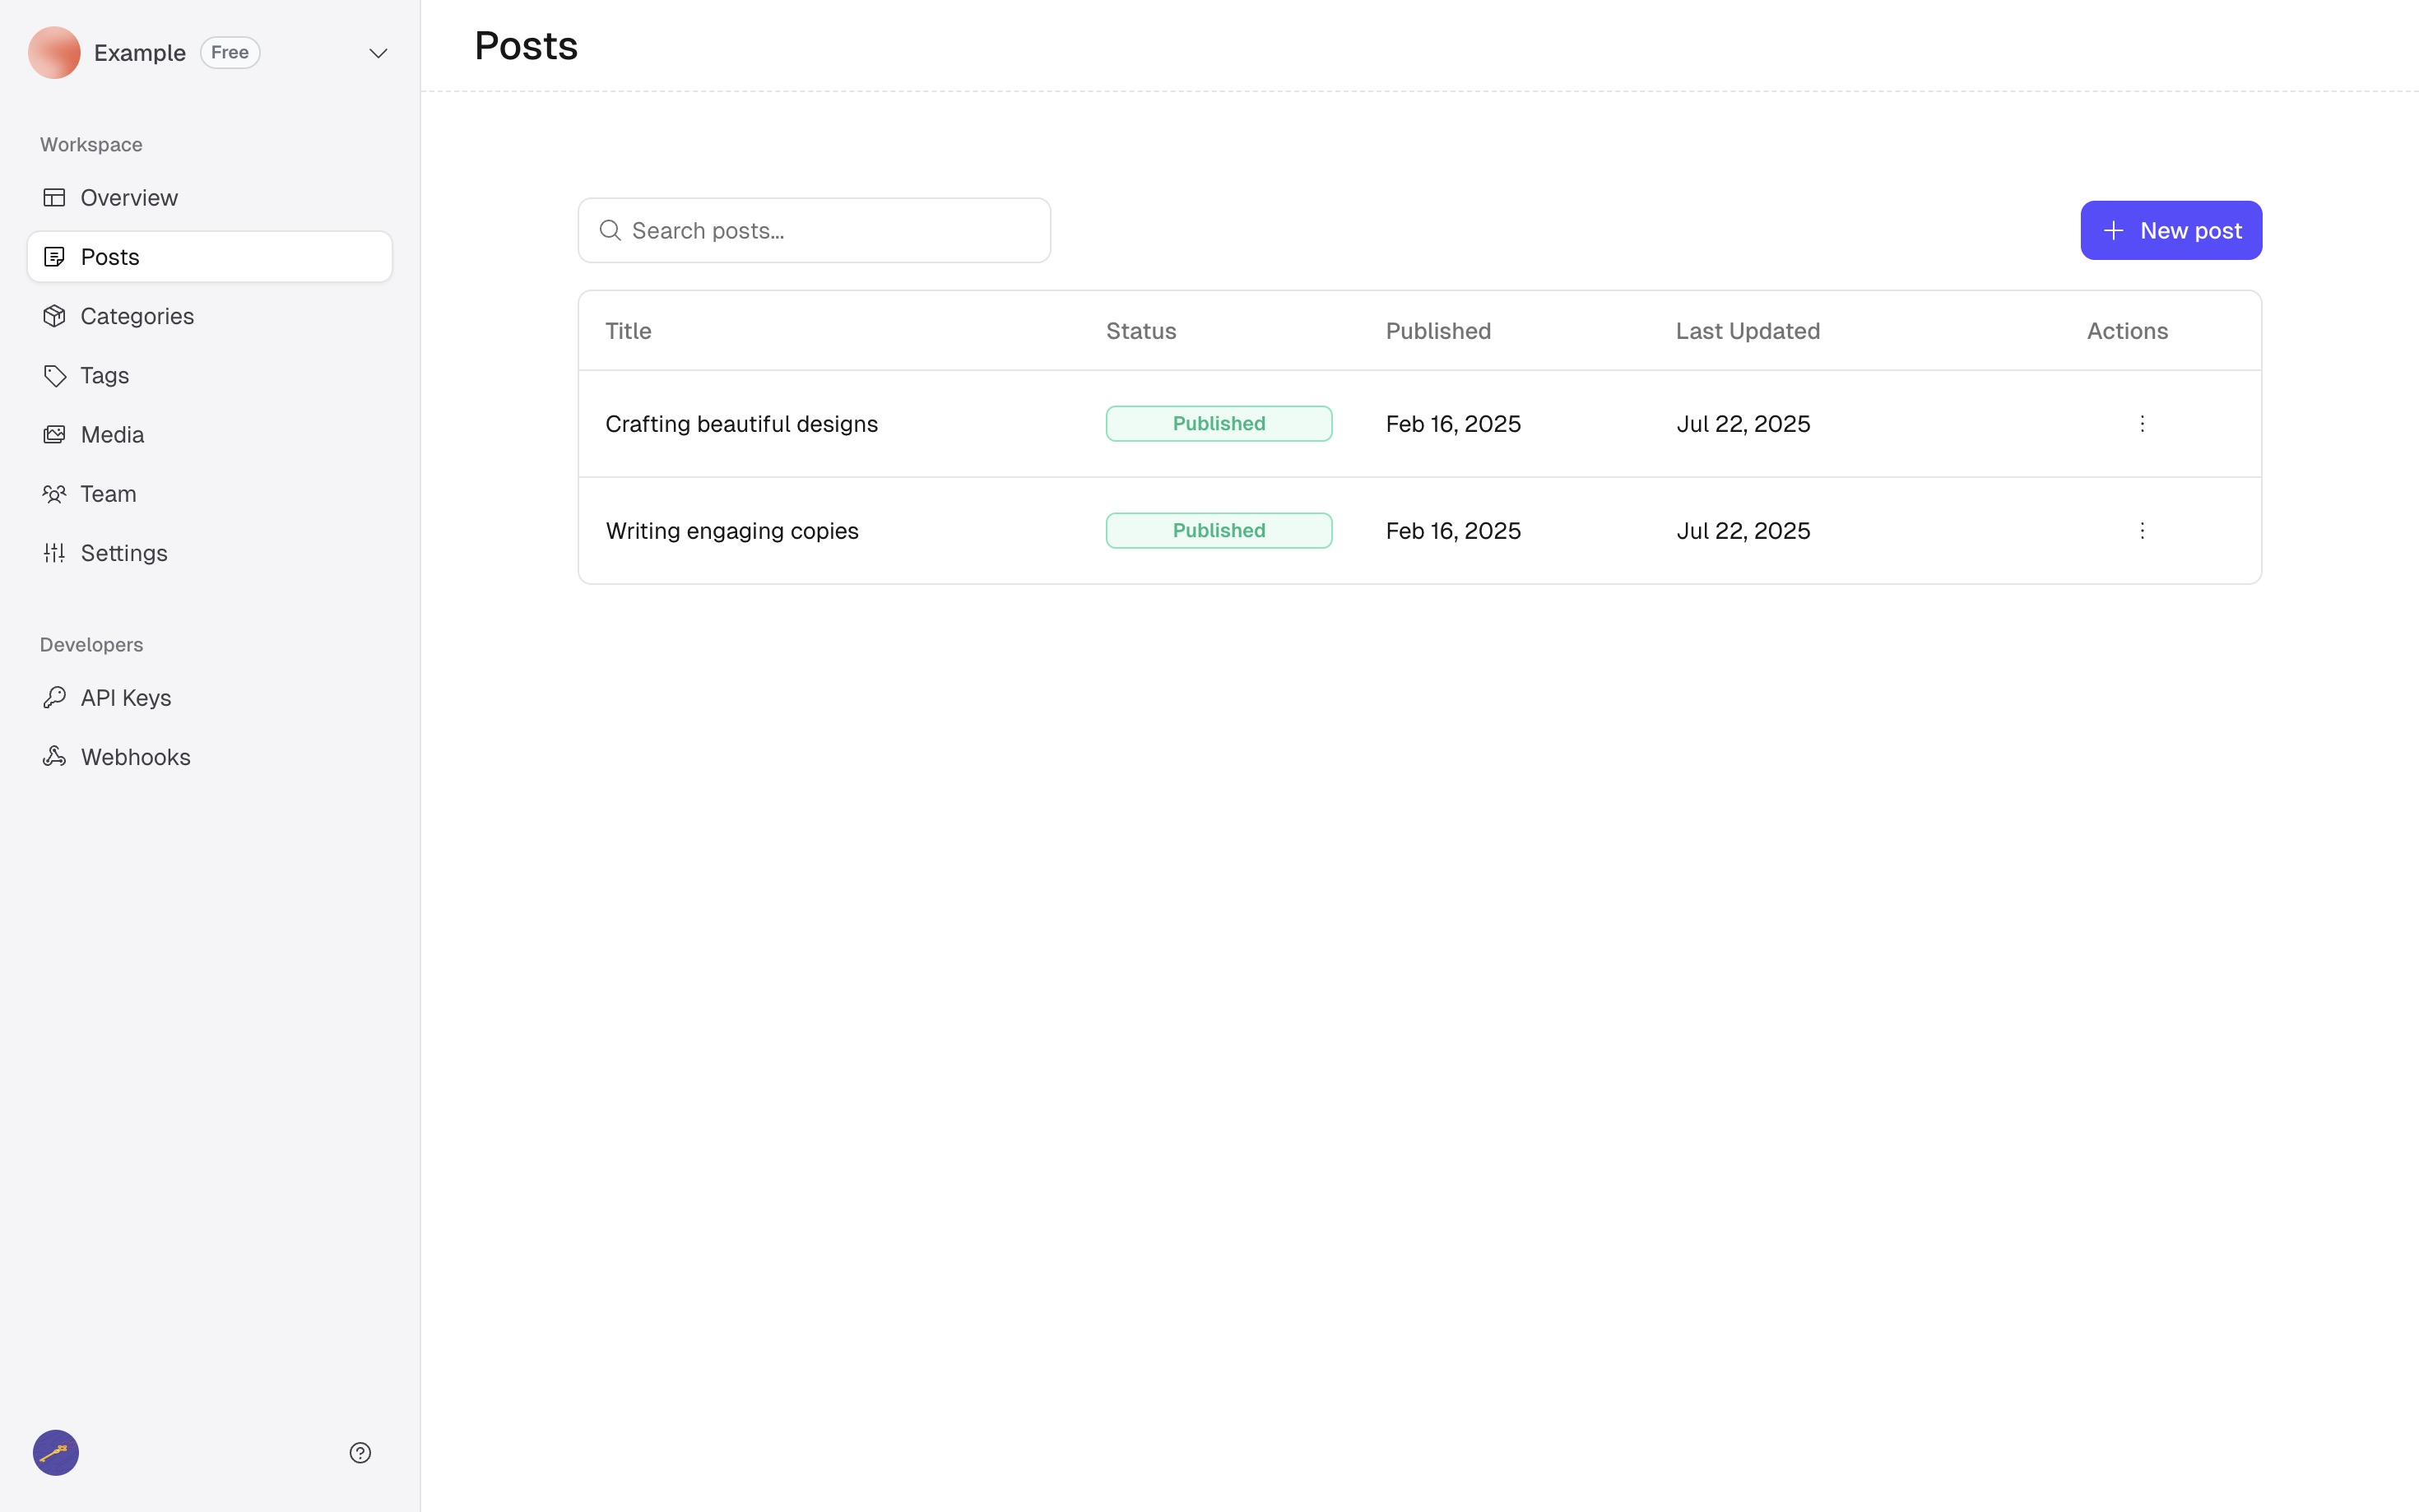 Example Free
Workspace
Overview
Posts
Categories
Tags
Media
Team
Settings
Developers
API Keys
Webhooks
Posts
Search posts...
New post
Title Status Published Last Updated Actions
Crafting beautiful designs Published Feb 16, 2025 Jul 22, 2025
Writing engaging copies Published Feb 16, 2025 Jul 22, 2025